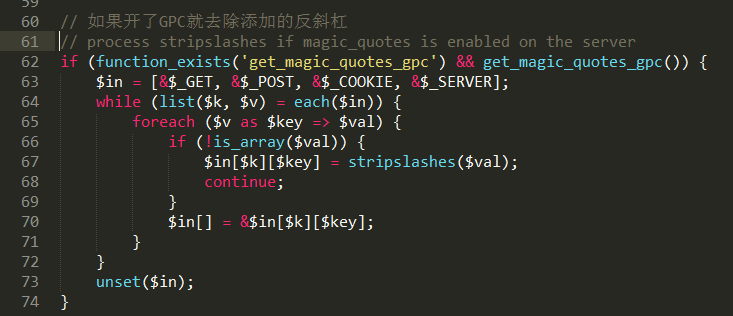 59
60 // 如果开了GPC就去除添加的反斜杠
61 // process stripslashes if magic_quotes is enabled on the server
62 if (function_exists('get_magic_quotes_gpc') && get_magic_quotes_gpc()) {
63     $in = [&$_GET, &$_POST, &$_COOKIE, &$_SERVER];
64     while (list($k, $v) = each($in)) {
65         foreach ($v as $key => $val) {
66             if (!is_array($val)) {
67                 $in[$k][$key] = stripslashes($val);
68                 continue;
69             }
70             $in[] = &$in[$k][$key];
71         }
72     }
73     unset($in);
74 }